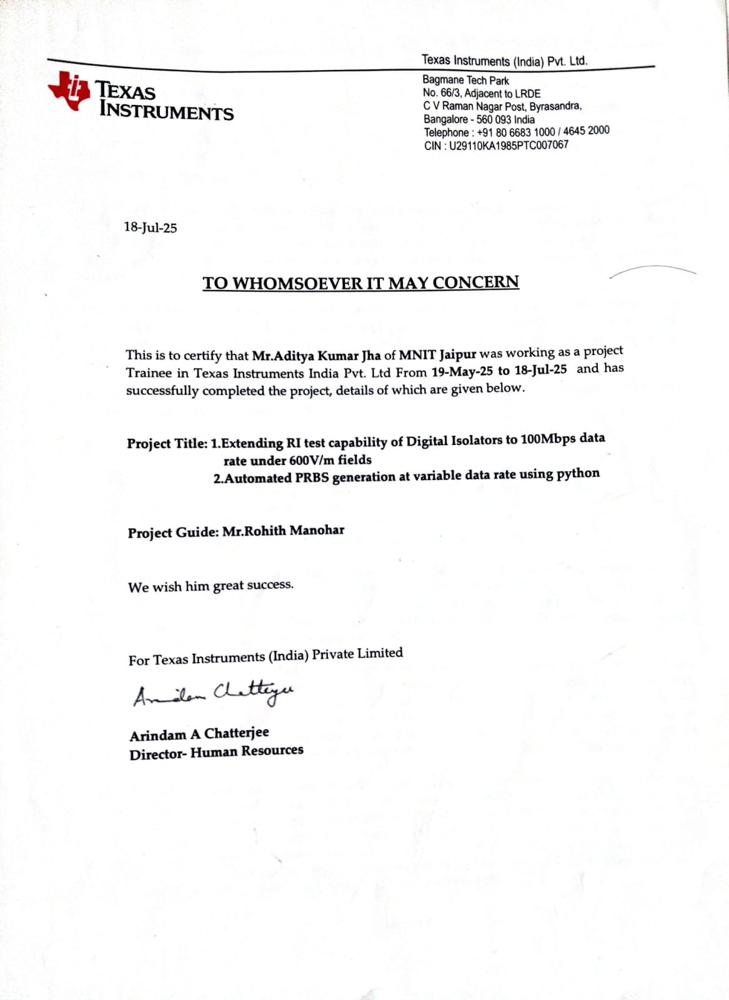 Texas Instruments (India) Pvt. Ltd.
TEXAS
INSTRUMENTS
Bagmane Tech Park
No. 66/3, Adjacent to LRDE
C V Raman Nagar Post, Byrasandra,
Bangalore - 560 093 India
Telephone : +91 80 6683 1000 / 4645 2000
CIN : U29110KA1985PTC007067
18-Jul-25
TO WHOMSOEVER IT MAY CONCERN
This is to certify that Mr.Aditya Kumar Jha of MNIT Jaipur was working as a project
Trainee in Texas Instruments India Pvt. Ltd From 19-May-25 to 18-Jul-25 and has
successfully completed the project, details of which are given below.
Project Title: 1.Extending RI test capability of Digital Isolators to 100Mbps data
rate under 600V/m fields
2.Automated PRBS generation at variable data rate using python
Project Guide: Mr.Rohith Manohar
We wish him great success.
For Texas Instruments (India) Private Limited
Arindam Chatterjee
Arindam A Chatterjee
Director- Human Resources